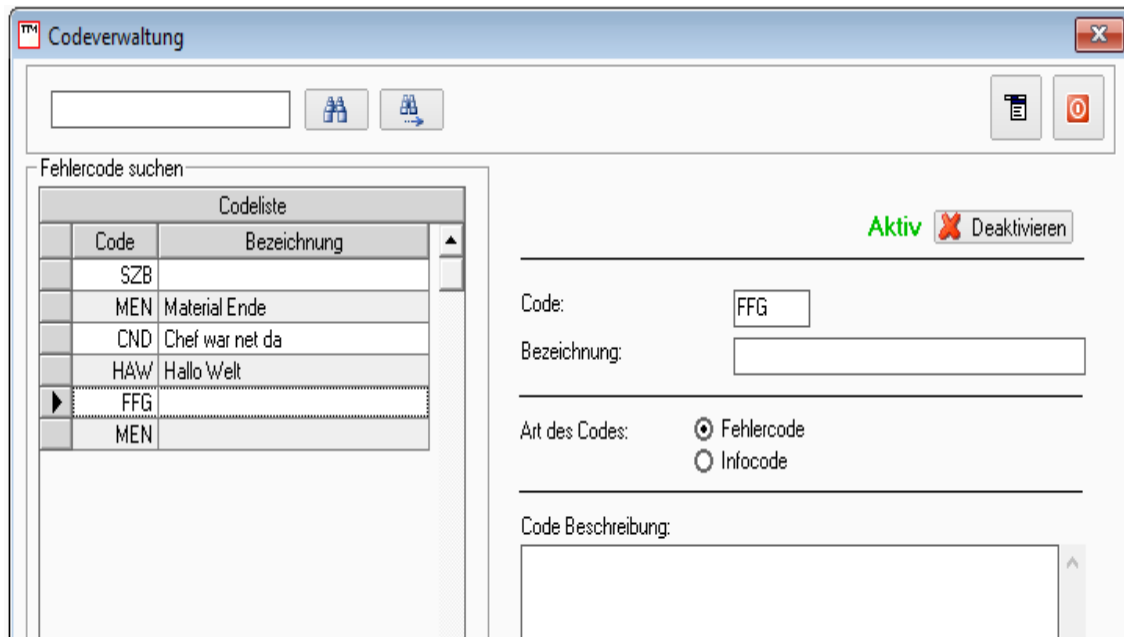 TTM Codeverwaltung
Fehlercode suchen
Codeliste
Code Bezeichnung
SZB
MEN Material Ende
CND Chef war net da
HAW Hallo Welt
FFG
MEN
Aktiv Deaktivieren
Code: FFG
Bezeichnung:
Art des Codes: Fehlercode
Infocode
Code Beschreibung: